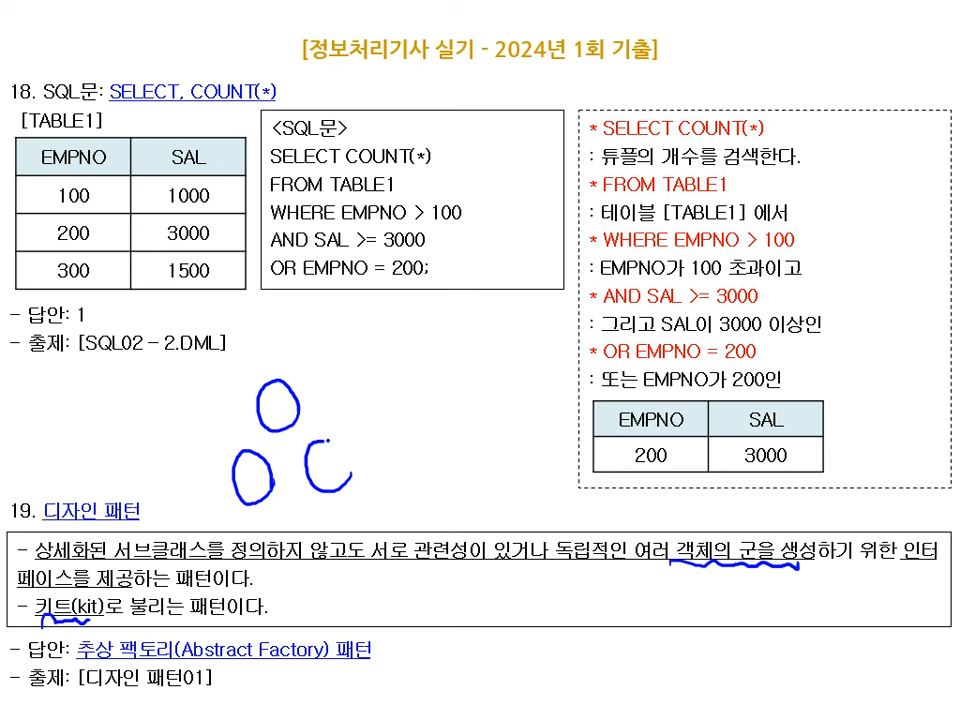 [정보처리기사 실기 - 2024년 1회 기출]
18. SQL문: SELECT, COUNT(*)
[TABLE1]
EMPNO SAL
100 1000
200 3000
300 1500
<SQL문>
SELECT COUNT(*)
FROM TABLE1
WHERE EMPNO > 100
AND SAL >= 3000
OR EMPNO = 200;
* SELECT COUNT(*)
: 튜플의 개수를 검색한다.
* FROM TABLE1
: 테이블 [TABLE1] 에서
* WHERE EMPNO > 100
: EMPNO가 100 초과이고
* AND SAL >= 3000
: 그리고 SAL이 3000 이상인
* OR EMPNO = 200
: 또는 EMPNO가 200인
EMPNO SAL
200 3000
- 답안: 1
- 출제: [SQL02 - 2.DML]
19. 디자인 패턴
- 상세화된 서브클래스를 정의하지 않고도 서로 관련성이 있거나 독립적인 여러 객체의 군을 생성하기 위한 인터
페이스를 제공하는 패턴이다.
- 키트(kit)로 불리는 패턴이다.
- 답안: 추상 팩토리(Abstract Factory) 패턴
- 출제: [디자인 패턴01]